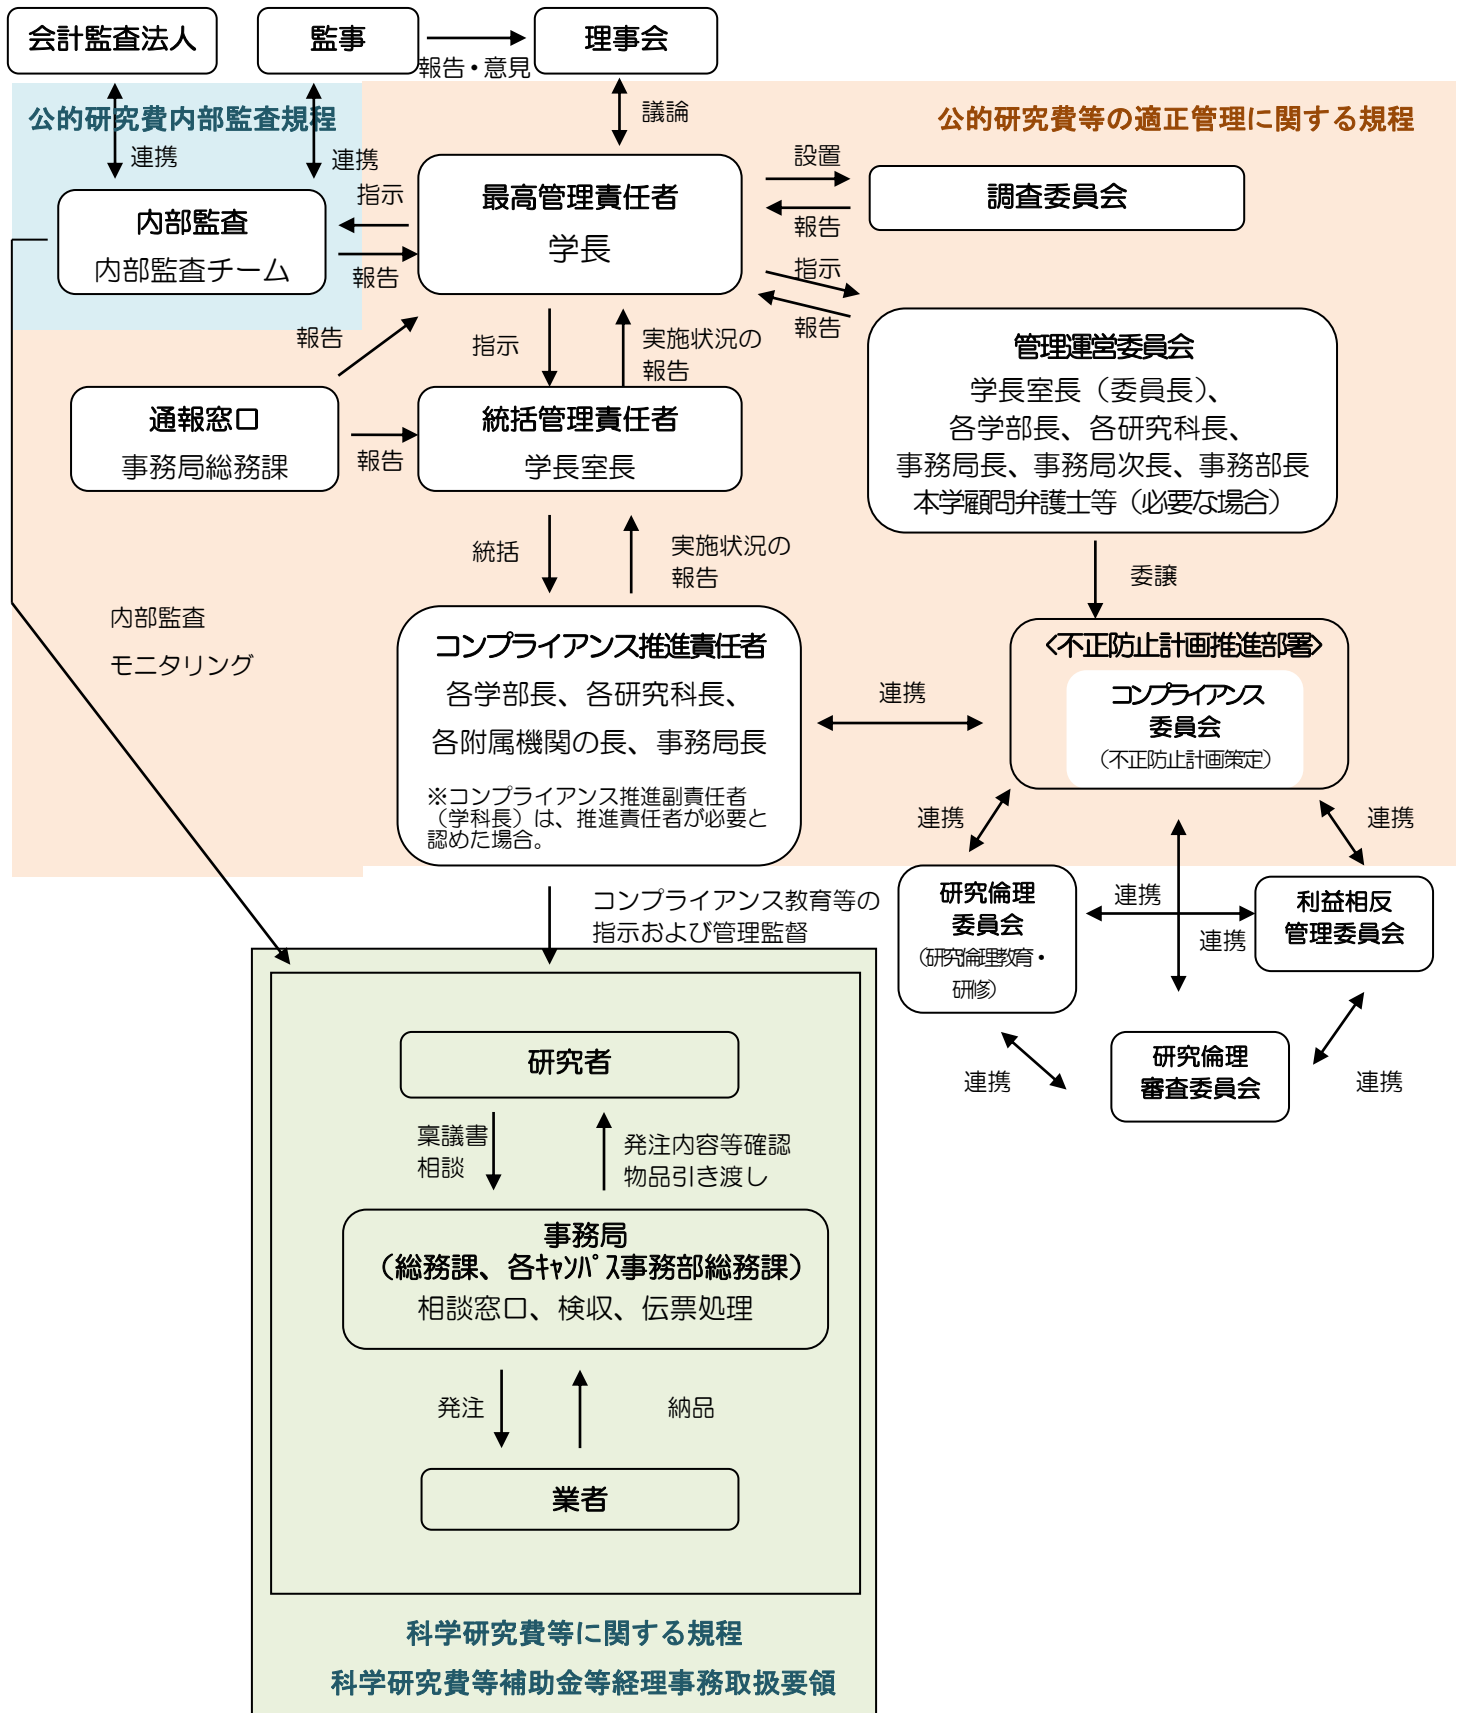 会計監査法人
監事
理事会
報告・意見
公的研究費内部監査規程
議論
公的研究費等の適正管理に関する規程
連携
連携
指示
内部監査
内部監査チーム
報告
最高管理責任者
学長
設置
報告
調査委員会
指示
報告
報告
指示
実施状況の
報告
管理運営委員会
学長室長（委員長）、
各学部長、各研究科長、
事務局長、事務局次長、事務部長
本学顧問弁護士等（必要な場合）
通報窓口
事務局総務課
報告
統括管理責任者
学長室長
統括
実施状況の
報告
委譲
内部監査
モニタリング
コンプライアンス推進責任者
各学部長、各研究科長、
各附属機関の長、事務局長
※コンプライアンス推進副責任者
（学科長）は、推進責任者が必要と
認めた場合。
連携
<不正防止計画推進部署>
コンプライアンス
委員会
（不正防止計画策定）
連携
連携
コンプライアンス教育等の
指示および管理監督
研究倫理
委員会
（研究倫理教育・
研修）
連携
連携
利益相反
管理委員会
連携
研究倫理
審査委員会
連携
研究者
稟議書
相談
発注内容等確認
物品引き渡し
事務局
（総務課、各ｷｬﾝﾊﾟｽ事務部総務課）
相談窓口、検収、伝票処理
発注
納品
業者
科学研究費等に関する規程
科学研究費等補助金等経理事務取扱要領